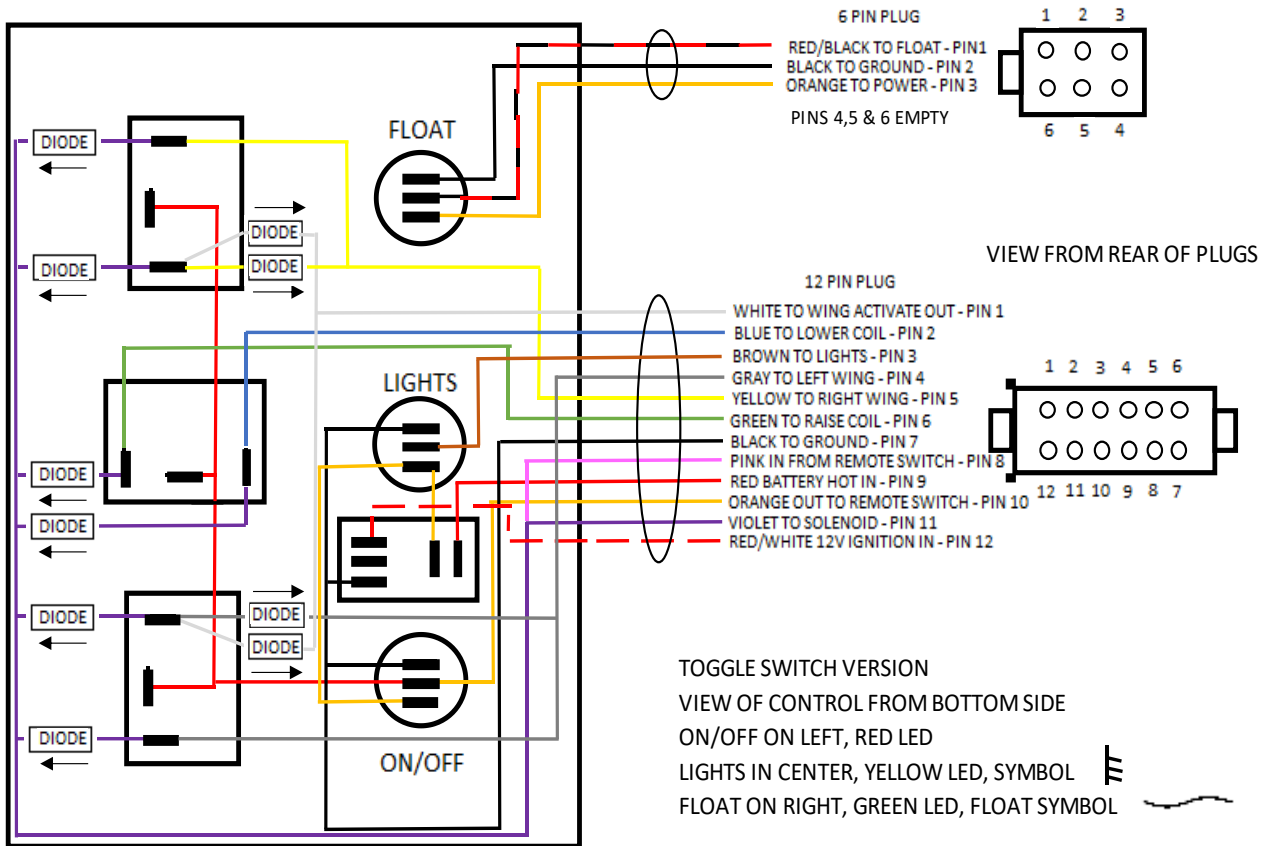 6 PIN PLUG
1 2 3
RED/BLACK TO FLOAT - PIN1
BLACK TO GROUND - PIN 2
ORANGE TO POWER - PIN 3
PINS 4,5 & 6 EMPTY
6 5 4
FLOAT
DIODE
DIODE
DIODE
DIODE
VIEW FROM REAR OF PLUGS
12 PIN PLUG
WHITE TO WING ACTIVATE OUT - PIN 1
BLUE TO LOWER COIL - PIN 2
BROWN TO LIGHTS - PIN 3
GRAY TO LEFT WING - PIN 4
YELLOW TO RIGHT WING - PIN 5
GREEN TO RAISE COIL - PIN 6
BLACK TO GROUND - PIN 7
PINK IN FROM REMOTE SWITCH - PIN 8
RED BATTERY HOT IN - PIN 9
ORANGE OUT TO REMOTE SWITCH - PIN 10
VIOLET TO SOLENOID - PIN 11
RED/WHITE 12V IGNITION IN - PIN 12
1 2 3 4 5 6
12 11 10 9 8 7
LIGHTS
DIODE
DIODE
DIODE
DIODE
DIODE
DIODE
ON/OFF
TOGGLE SWITCH VERSION
VIEW OF CONTROL FROM BOTTOM SIDE
ON/OFF ON LEFT, RED LED
LIGHTS IN CENTER, YELLOW LED, SYMBOL
FLOAT ON RIGHT, GREEN LED, FLOAT SYMBOL